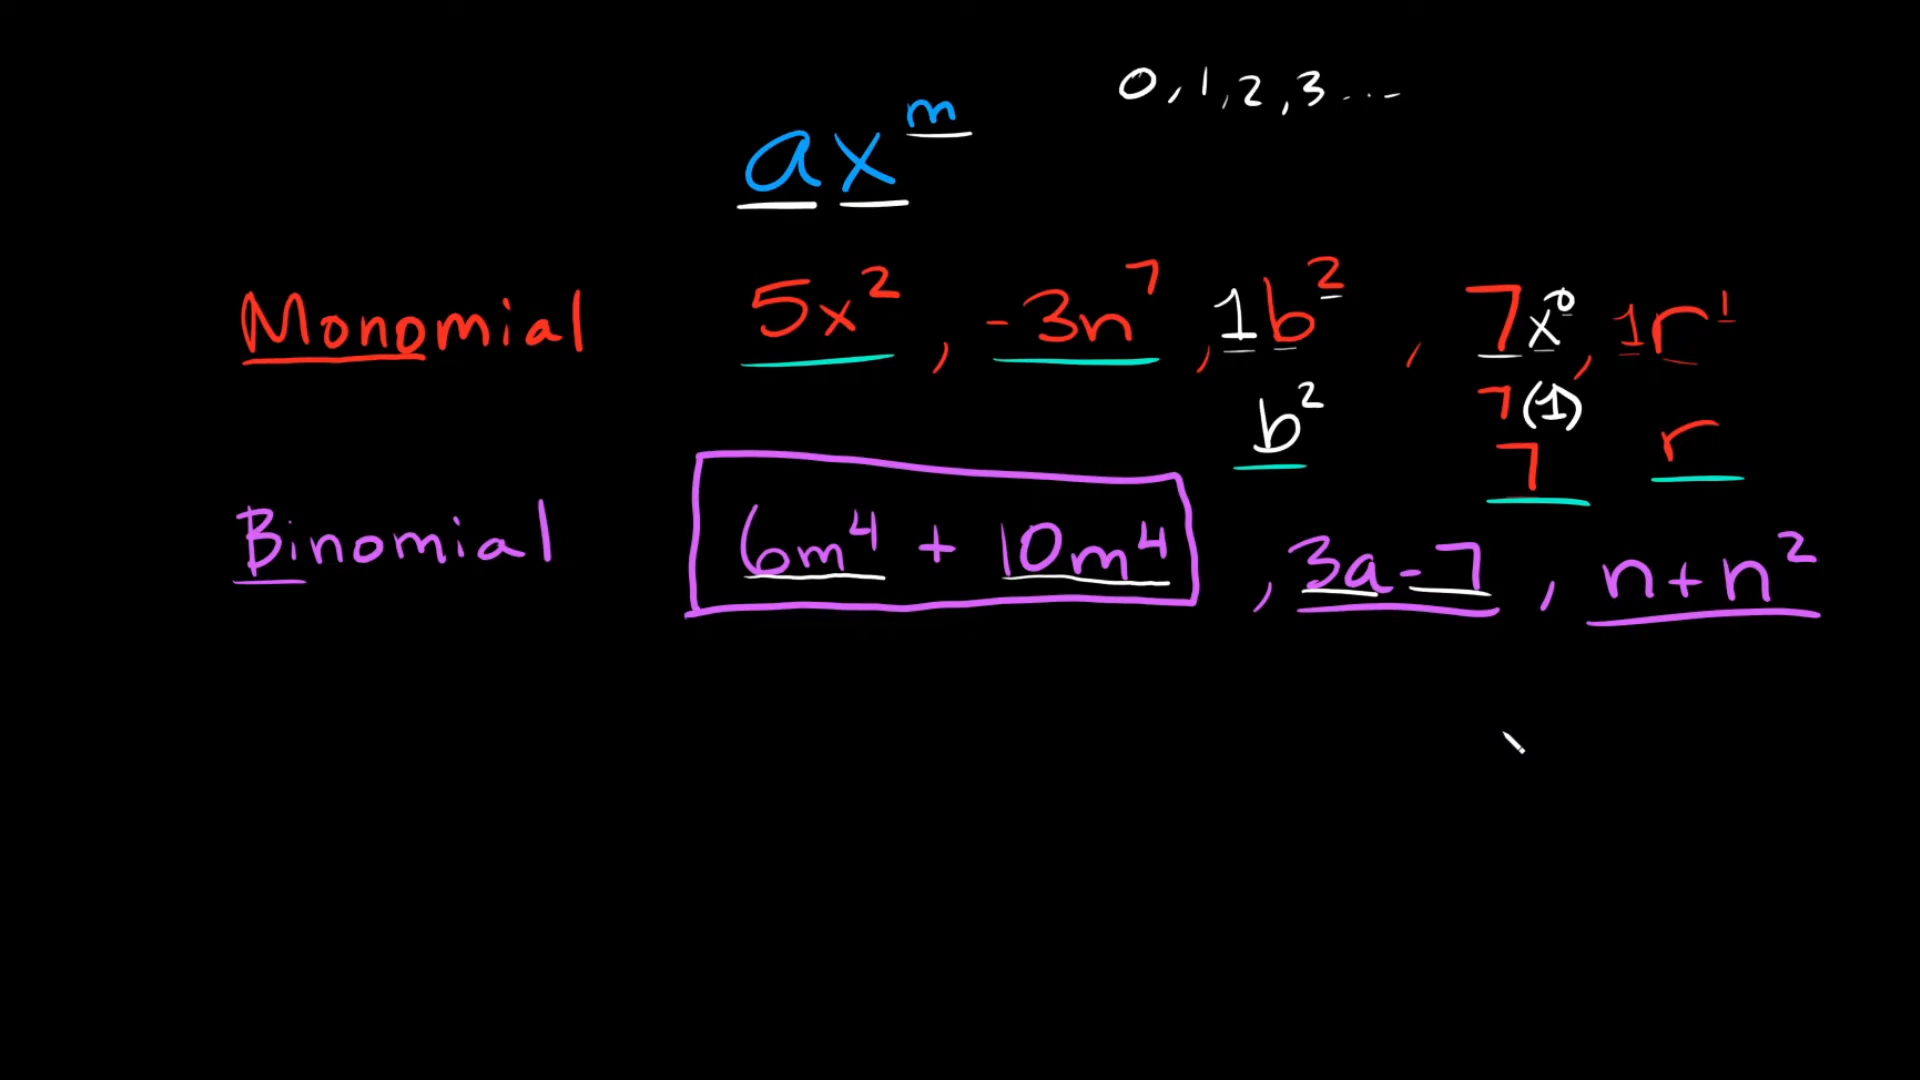 0, 1, 2, 3 ...
ax^m
Monomial 5x², -3n⁷, 1b², 7x⁰, 1r¹
b² 7(1) r
7
Binomial 6m⁴ + 10m⁴, 3a-7, n+n²